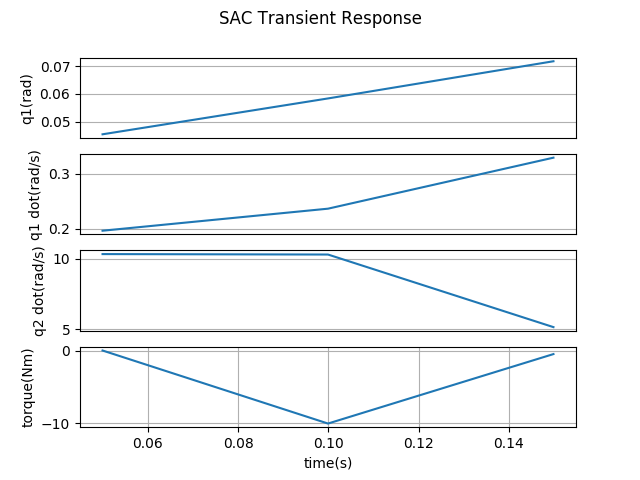 SAC Transient Response
q1(rad)
0.07
0.06
0.05
q1 dot(rad/s)
0.3
0.2
q2 dot(rad/s)
10
5
torque(Nm)
0
−10
0.06 0.08 0.10 0.12 0.14
time(s)